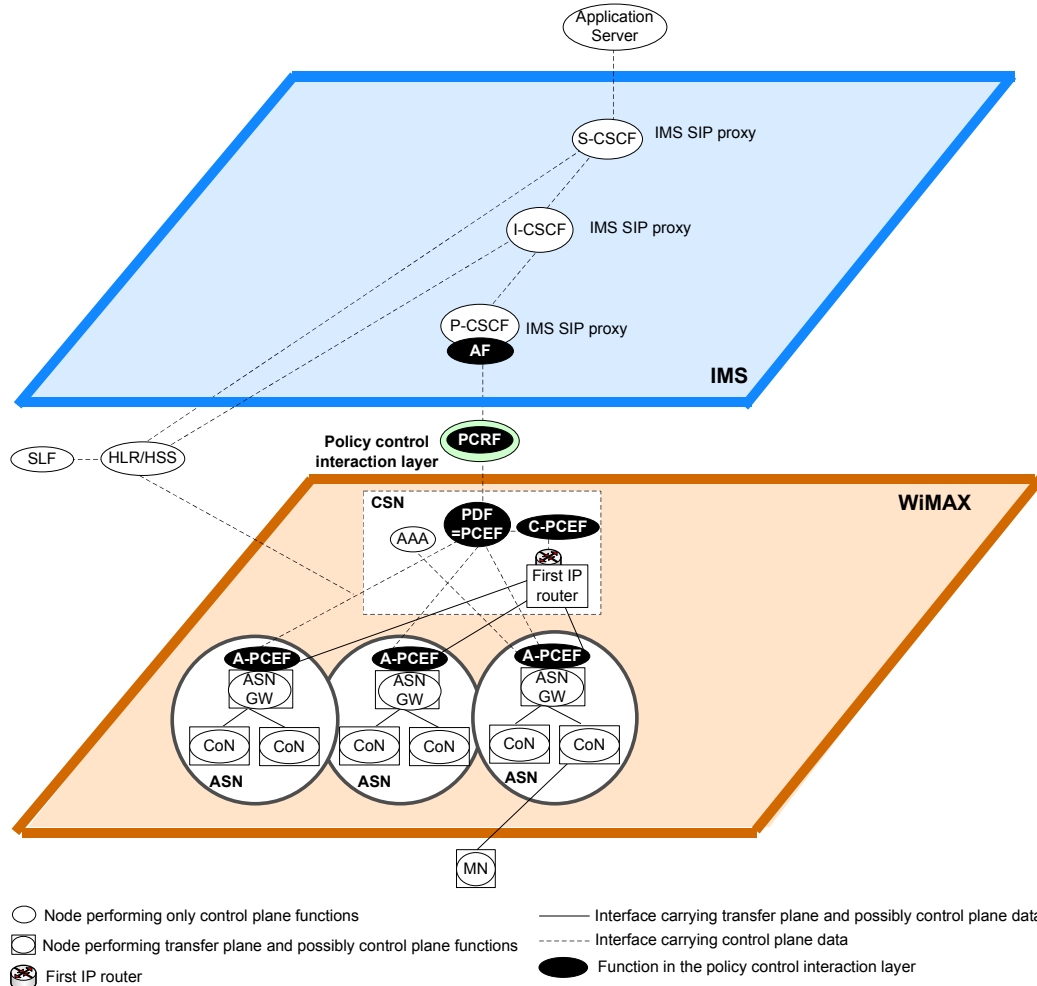 Application
Server
S-CSCF
IMS SIP proxy
I-CSCF
IMS SIP proxy
P-CSCF
IMS SIP proxy
AF
IMS
Policy control
interaction layer
PCRF
SLF
HLR/HSS
WiMAX
CSN
PDF
=PCEF
C-PCEF
AAA
First IP
router
A-PCEF
A-PCEF
A-PCEF
ASN
GW
ASN
GW
ASN
GW
CoN
CoN
CoN
CoN
CoN
CoN
ASN
ASN
ASN
MN
Node performing only control plane functions
Node performing transfer plane and possibly control plane functions
First IP router
Interface carrying transfer plane and possibly control plane data
Interface carrying control plane data
Function in the policy control interaction layer